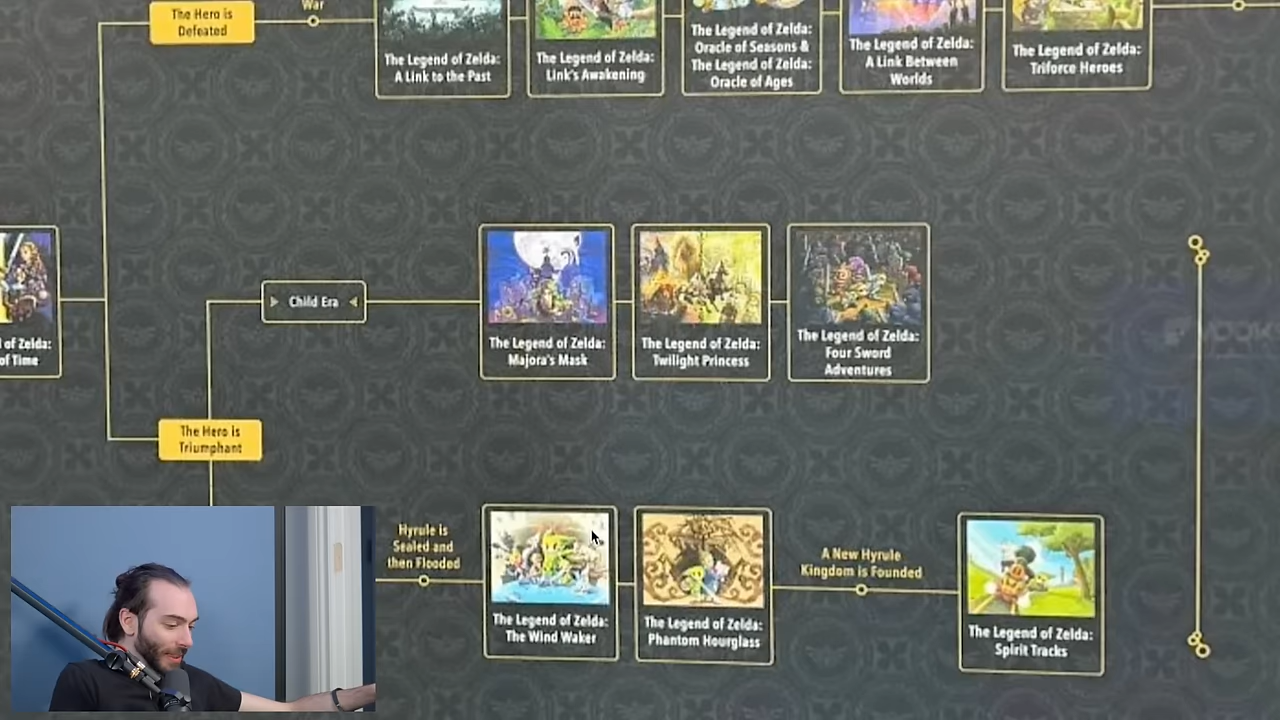 The Hero is
Defeated
War
The Legend of Zelda:
A Link to the Past
The Legend of Zelda:
Link's Awakening
The Legend of Zelda:
Oracle of Seasons &
The Legend of Zelda:
Oracle of Ages
The Legend of Zelda:
A Link Between
Worlds
The Legend of Zelda:
Triforce Heroes
of Zelda:
of Time
Child Era
The Legend of Zelda:
Majora's Mask
The Legend of Zelda:
Twilight Princess
The Legend of Zelda:
Four Sword
Adventures
The Hero is
Triumphant
Hyrule is
Sealed and
then Flooded
The Legend of Zelda:
The Wind Waker
The Legend of Zelda:
Phantom Hourglass
A New Hyrule
Kingdom is Founded
The Legend of Zelda:
Spirit Tracks